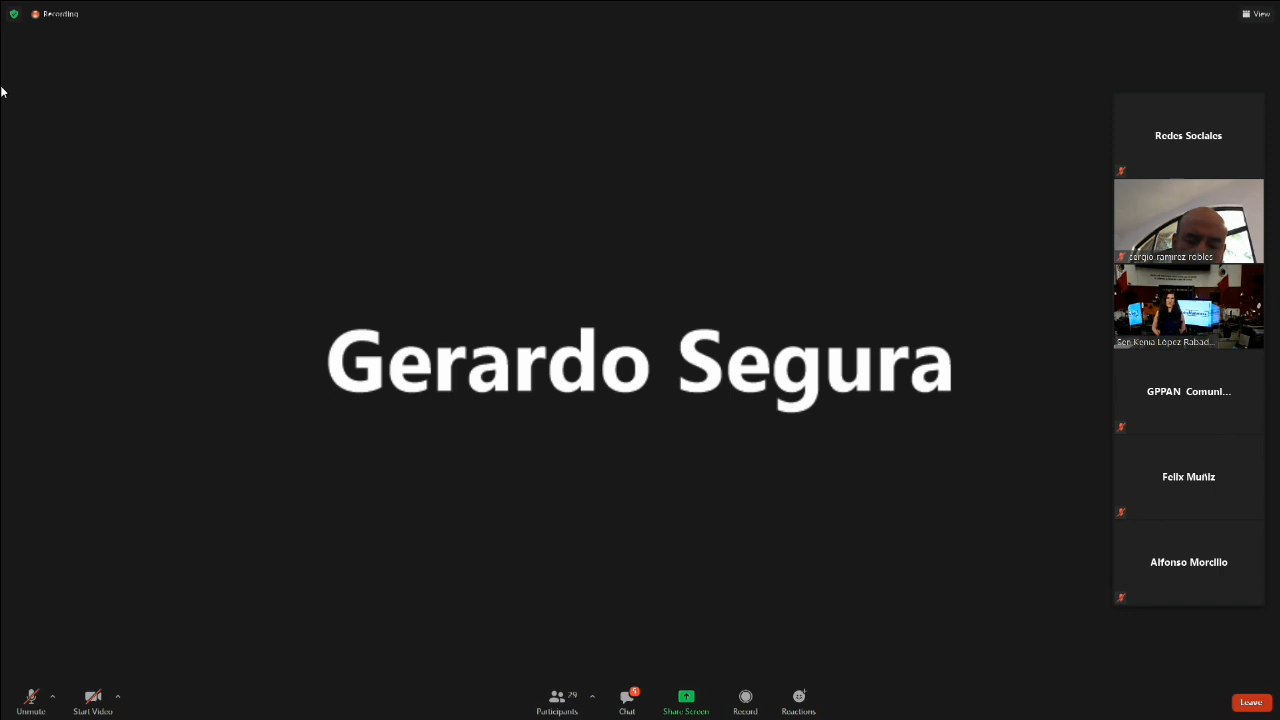 Recording
View
Redes Sociales
sergio ramirez robles
Sen Kenia López Rabad...
GPPAN Comuni...
Felix Muñiz
Alfonso Morcillo
Gerardo Segura
Unmute
Start Video
29
Participants
5
Chat
Share Screen
Record
Reactions
Leave